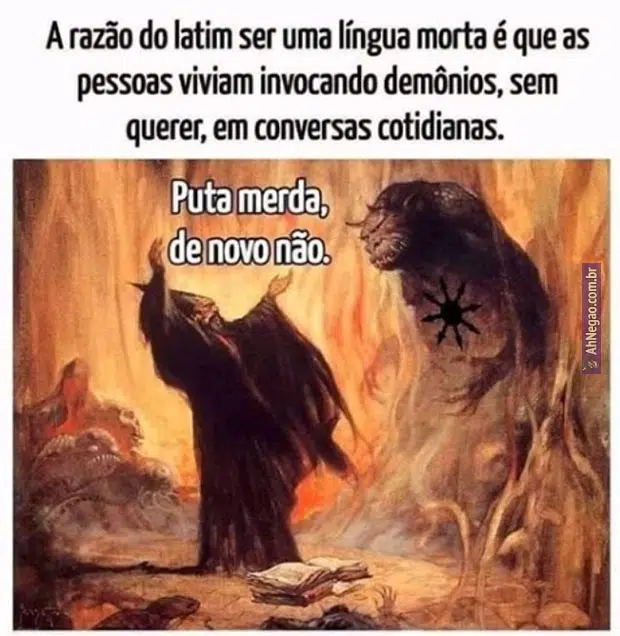 A razão do latim ser uma língua morta é que as
pessoas viviam invocando demônios, sem
querer, em conversas cotidianas.
Puta merda,
de novo não.
AhNegao.com.br